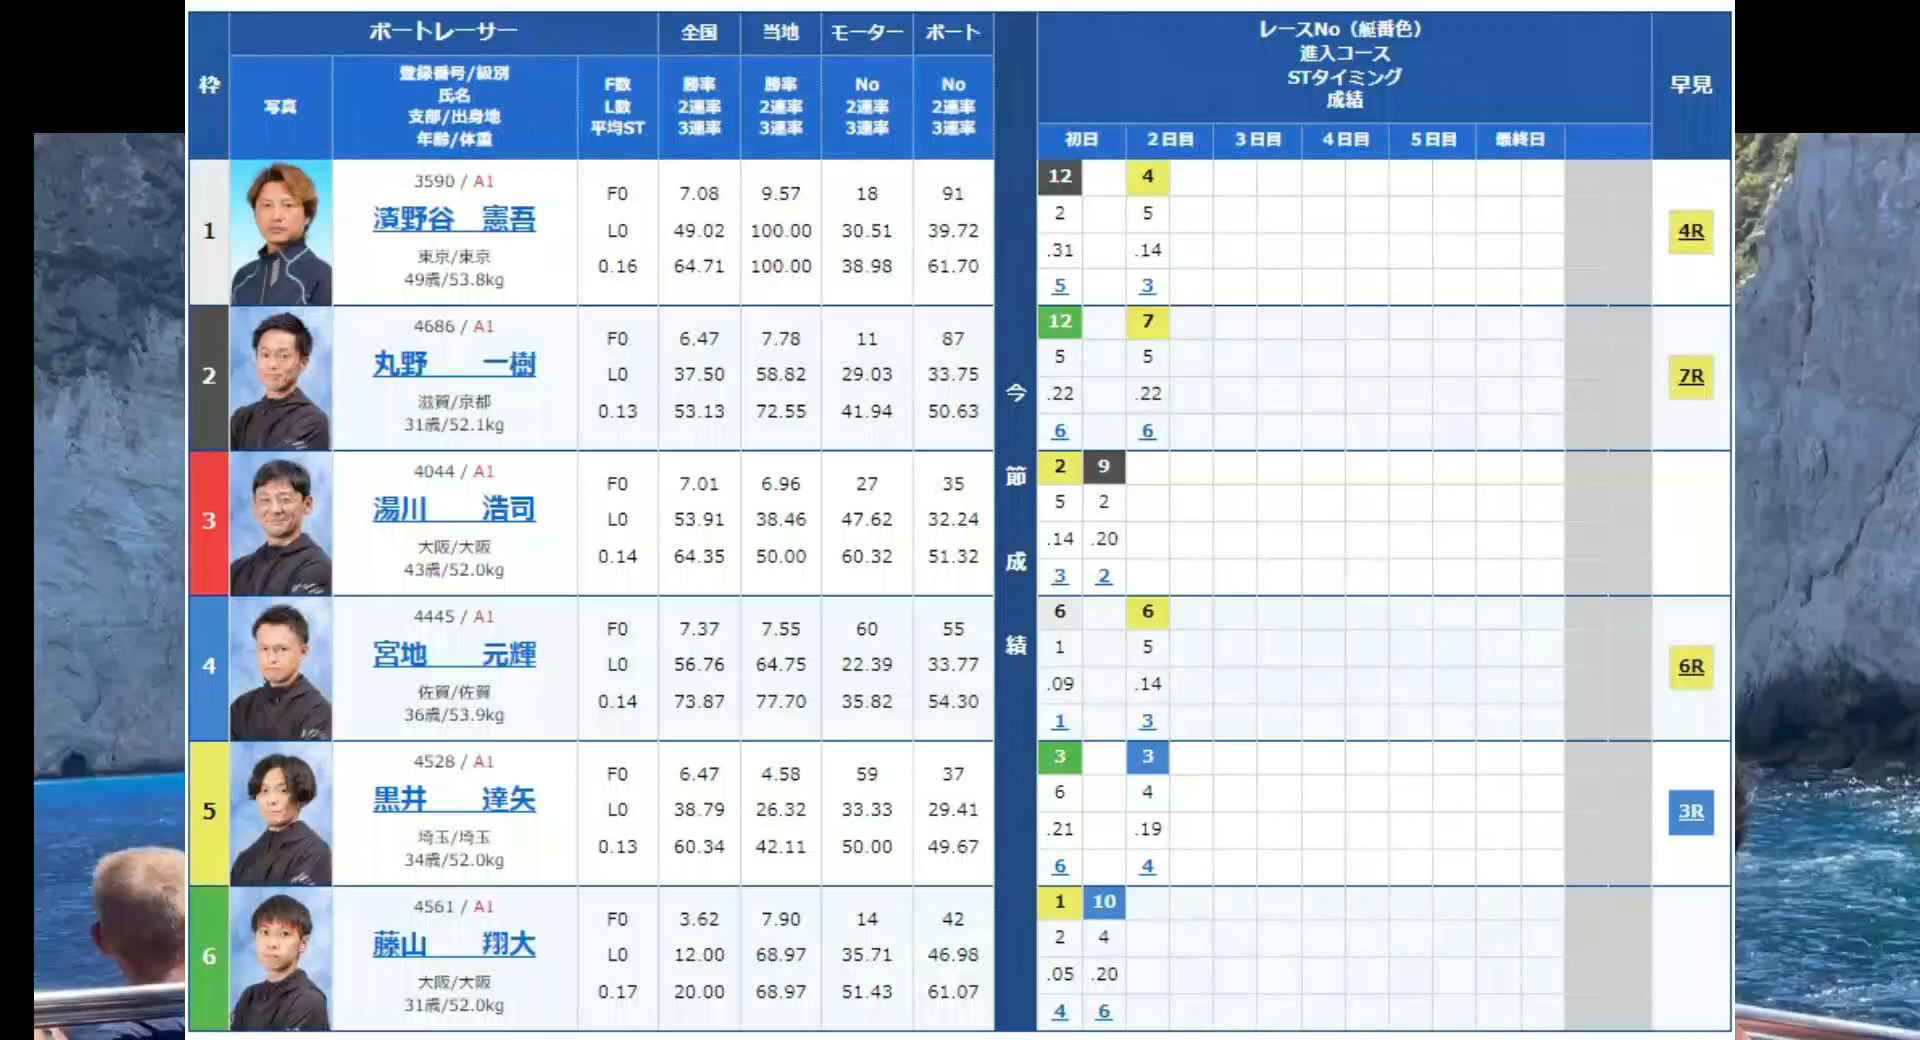 枠 ボートレーサー 全国 当地 モーター ボート レースNo（艇番色） 進入コース STタイミング 成績 早見
写真 登録番号/級別 氏名 支部/出身地 年齢/体重 F数 L数 平均ST 勝率 2連率 3連率 勝率 2連率 3連率 No 2連率 3連率 No 2連率 3連率
初日 2日目 3日目 4日目 5日目 最終日
今節成績
1
3590 / A1
濱野谷 憲吾
東京/東京
49歳/53.8kg
F0 7.08 9.57 18 91
L0 49.02 100.00 30.51 39.72
0.16 64.71 100.00 38.98 61.70
12 4
2 5
.31 .14
5 3
4R
2
4686 / A1
丸野 一樹
滋賀/京都
31歳/52.1kg
F0 6.47 7.78 11 87
L0 37.50 58.82 29.03 33.75
0.13 53.13 72.55 41.94 50.63
12 7
5 5
.22 .22
6 6
7R
3
4044 / A1
湯川 浩司
大阪/大阪
43歳/52.0kg
F0 7.01 6.96 27 35
L0 53.91 38.46 47.62 32.24
0.14 64.35 50.00 60.32 51.32
2 9
5 2
.14 .20
3 2
4
4445 / A1
宮地 元輝
佐賀/佐賀
36歳/53.9kg
F0 7.37 7.55 60 55
L0 56.76 64.75 22.39 33.77
0.14 73.87 77.70 35.82 54.30
6 6
1 5
.09 .14
1 3
6R
5
4528 / A1
黒井 達矢
埼玉/埼玉
34歳/52.0kg
F0 6.47 4.58 59 37
L0 38.79 26.32 33.33 29.41
0.13 60.34 42.11 50.00 49.67
3 3
6 4
.21 .19
6 4
3R
6
4561 / A1
藤山 翔大
大阪/大阪
31歳/52.0kg
F0 3.62 7.90 14 42
L0 12.00 68.97 35.71 46.98
0.17 20.00 68.97 51.43 61.07
1 10
2 4
.05 .20
4 6